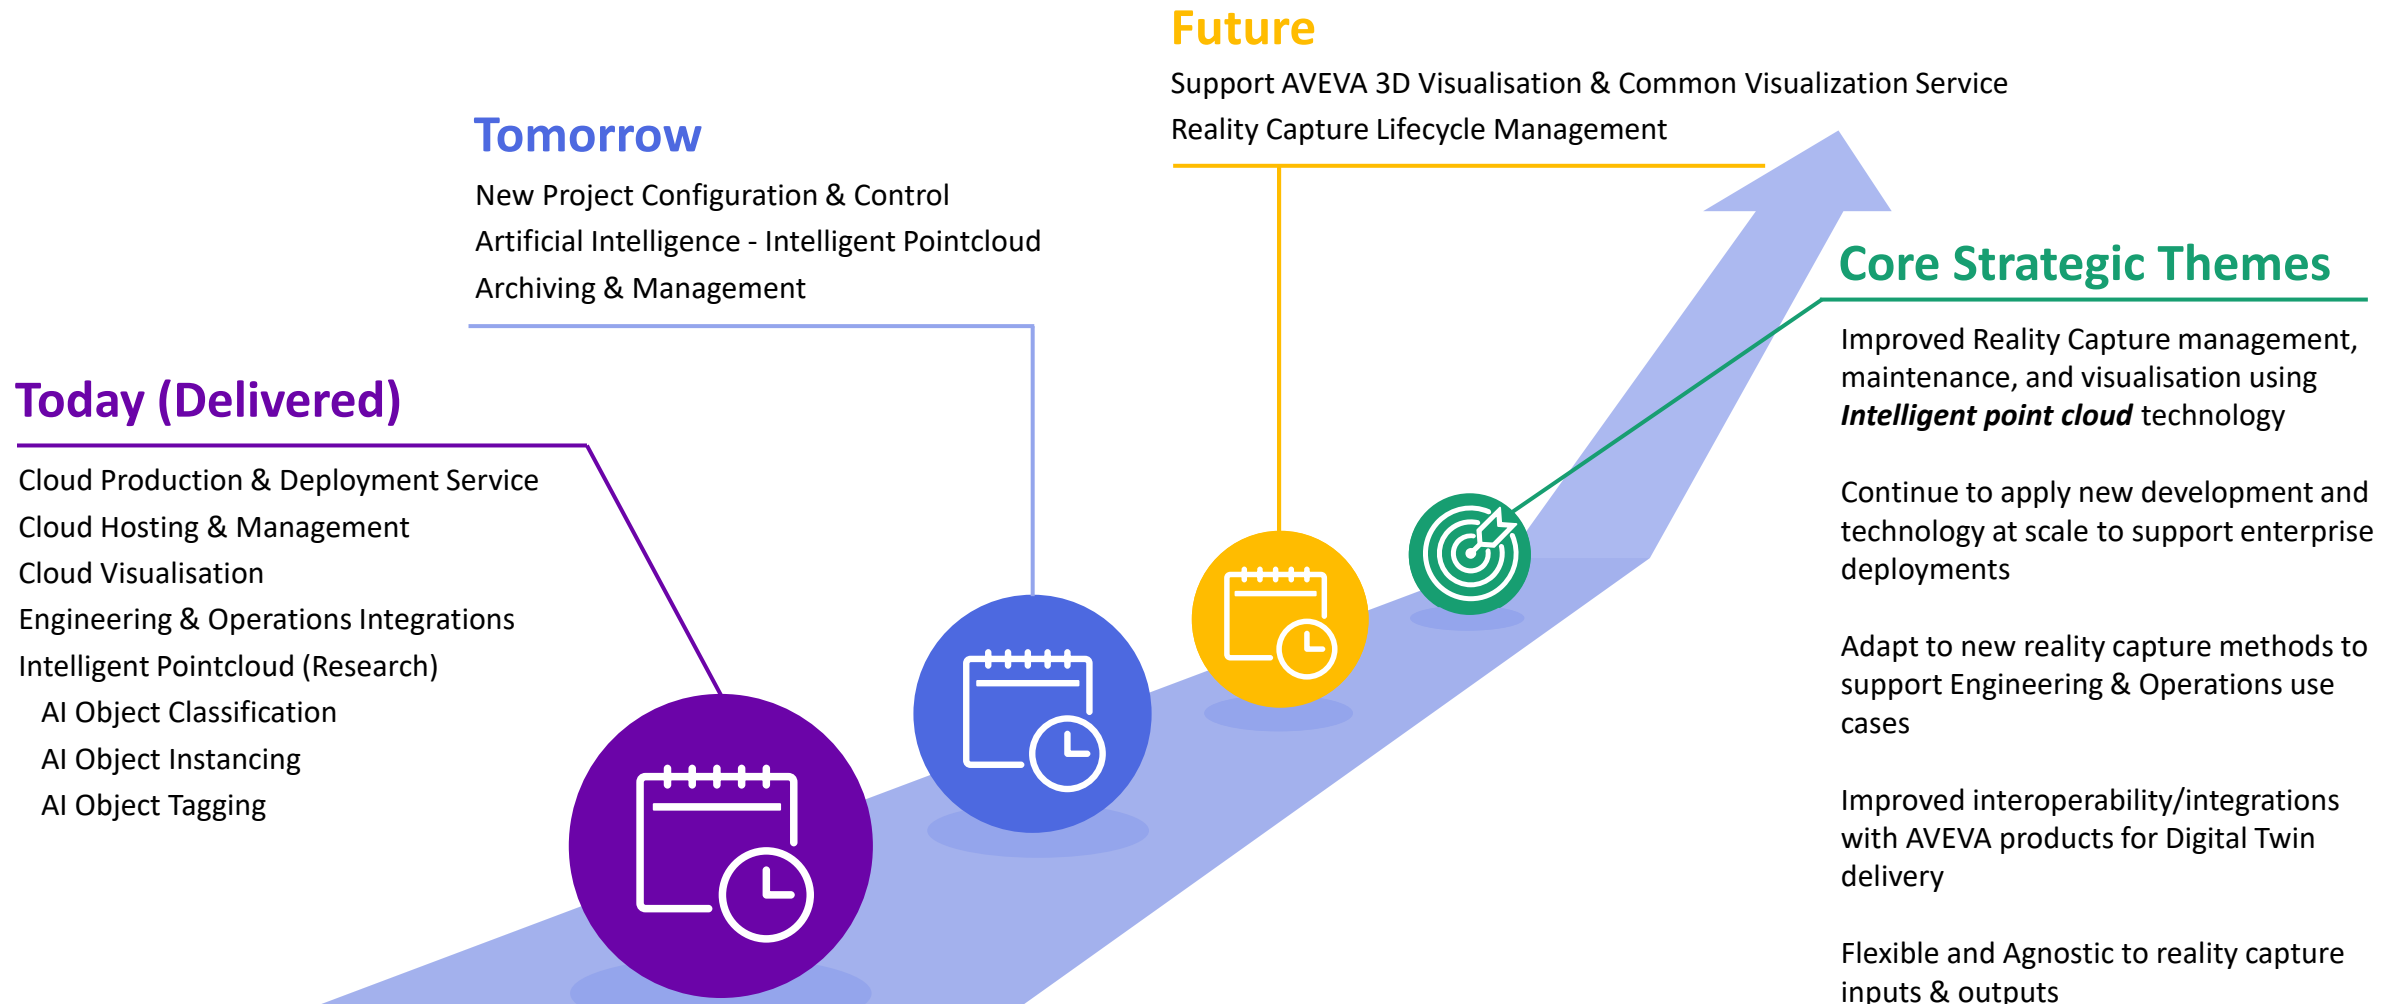 Today (Delivered)
Cloud Production & Deployment Service
Cloud Hosting & Management
Cloud Visualisation
Engineering & Operations Integrations
Intelligent Pointcloud (Research)
AI Object Classification
AI Object Instancing
AI Object Tagging
Tomorrow
New Project Configuration & Control
Artificial Intelligence - Intelligent Pointcloud
Archiving & Management
Future
Support AVEVA 3D Visualisation & Common Visualization Service
Reality Capture Lifecycle Management
Core Strategic Themes
Improved Reality Capture management,
maintenance, and visualisation using
Intelligent point cloud technology
Continue to apply new development and
technology at scale to support enterprise
deployments
Adapt to new reality capture methods to
support Engineering & Operations use
cases
Improved interoperability/integrations
with AVEVA products for Digital Twin
delivery
Flexible and Agnostic to reality capture
inputs & outputs